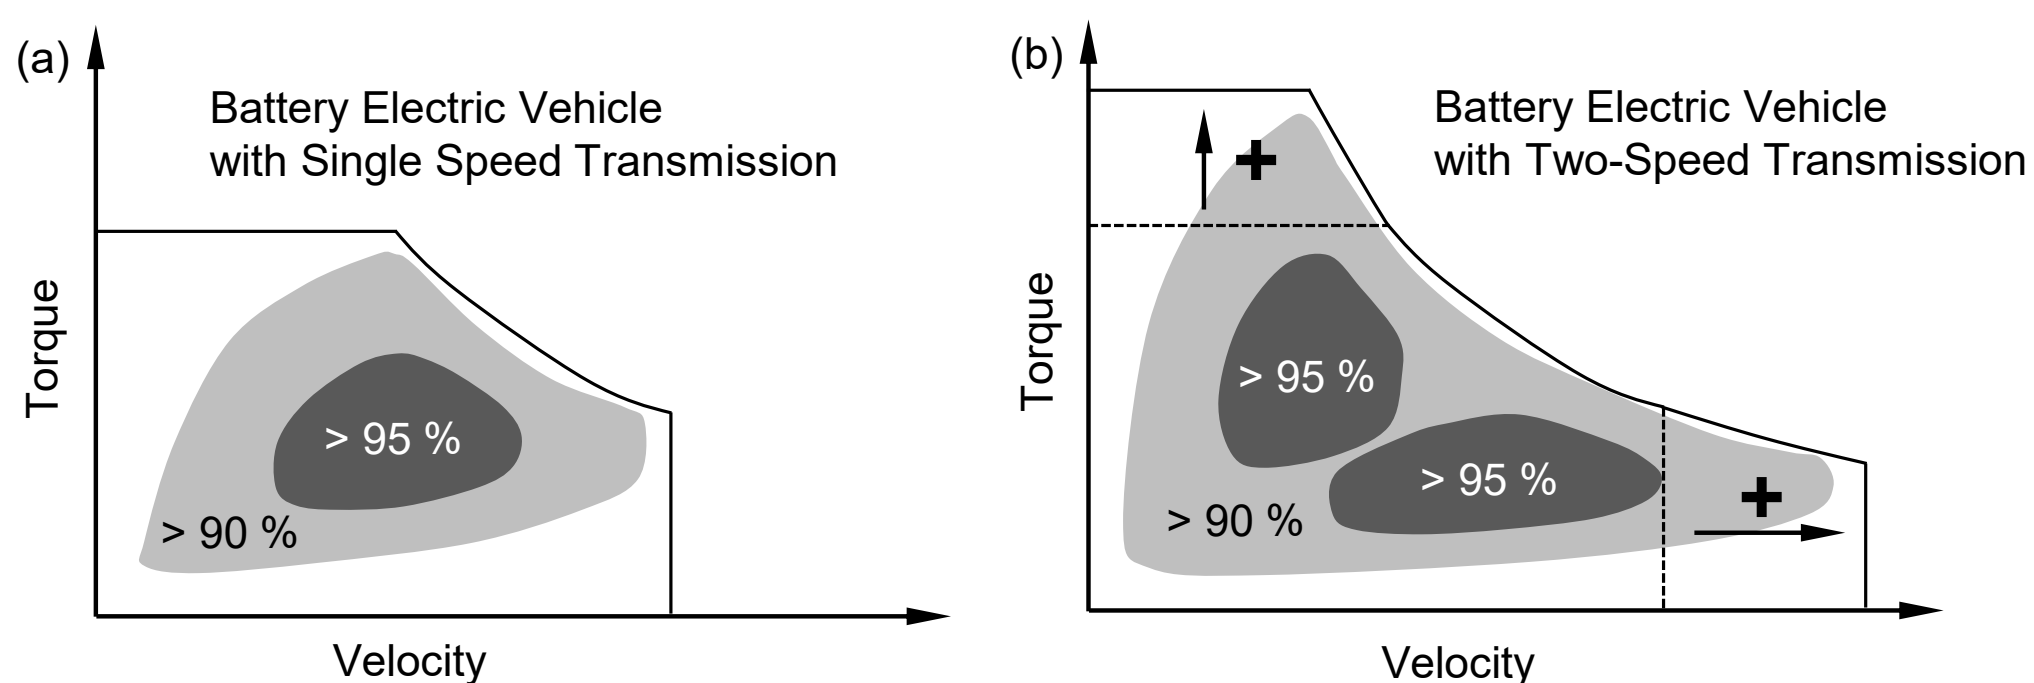 (a)
Battery Electric Vehicle
with Single Speed Transmission
Torque
> 95 %
> 90 %
Velocity
(b)
Battery Electric Vehicle
with Two-Speed Transmission
+
Torque
> 95 %
> 95 %
> 90 %
+
Velocity